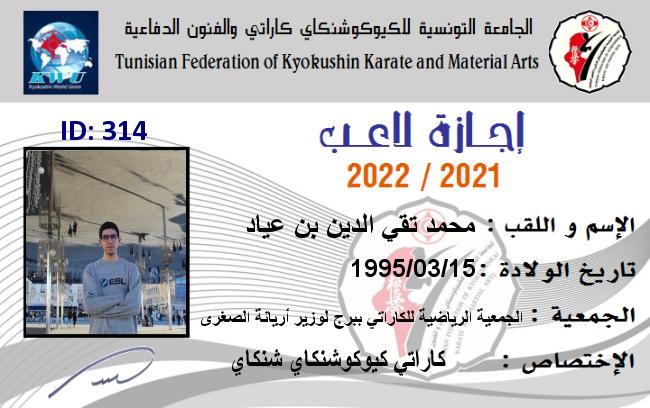 الجامعة التونسية للكيوكوشنكاي كاراتي والفنون الدفاعية
Tunisian Federation of Kyokushin Karate and Material Arts
KWU
Kyokushin World Union
ID: 314
إجازة لاعب
2022 / 2021
الإسم و اللقب : محمد تقي الدين بن عياد
تاريخ الولادة :1995/03/15
الجمعية : الجمعية الرياضية للكاراتي ببرج لوزير أريانة الصغرى
الإختصاص : كاراتي كيوكوشنكاي شنكاي
EBL